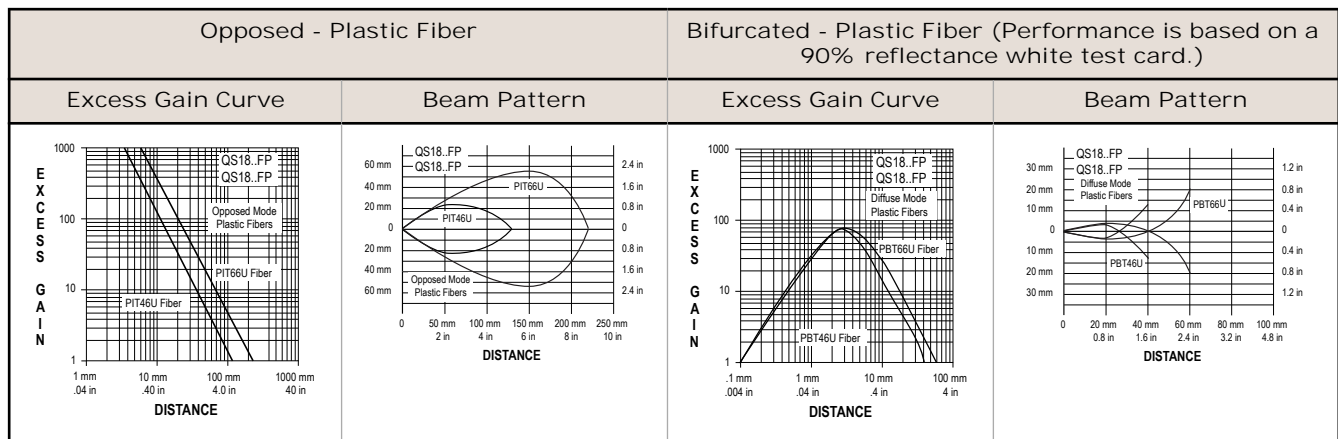 Opposed - Plastic Fiber
Bifurcated - Plastic Fiber (Performance is based on a
90% reflectance white test card.)
Excess Gain Curve
Beam Pattern
Excess Gain Curve
Beam Pattern
EXCESS GAIN
1000
100
10
1
QS18..FP
QS18..FP
Opposed Mode
Plastic Fibers
PIT66U Fiber
PIT46U Fiber
1 mm
.04 in
10 mm
.40 in
100 mm
4.0 in
1000 mm
40 in
DISTANCE
60 mm
40 mm
20 mm
0
20 mm
40 mm
60 mm
QS18..FP
QS18..FP
PIT66U
PIT46U
Opposed Mode
Plastic Fibers
2.4 in
1.6 in
0.8 in
0
0.8 in
1.6 in
2.4 in
0
50 mm
2 in
100 mm
4 in
150 mm
6 in
200 mm
8 in
250 mm
10 in
DISTANCE
EXCESS GAIN
1000
100
10
1
QS18..FP
QS18..FP
Diffuse Mode
Plastic Fibers
PBT66U Fiber
PBT46U Fiber
.1 mm
.004 in
1 mm
.04 in
10 mm
.4 in
100 mm
4 in
DISTANCE
30 mm
20 mm
10 mm
0
10 mm
20 mm
30 mm
QS18..FP
QS18..FP
Diffuse Mode
Plastic Fibers
PBT66U
PBT46U
1.2 in
0.8 in
0.4 in
0
0.4 in
0.8 in
1.2 in
0
20 mm
0.8 in
40 mm
1.6 in
60 mm
2.4 in
80 mm
3.2 in
100 mm
4.8 in
DISTANCE